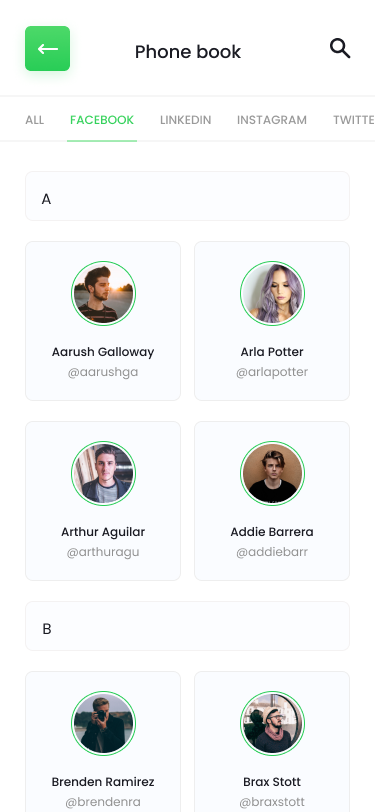 Phone book
ALL FACEBOOK LINKEDIN INSTAGRAM TWITTE
A
Aarush Galloway
@aarushga
Arla Potter
@arlapotter
Arthur Aguilar
@arthuragu
Addie Barrera
@addiebarr
B
Brenden Ramirez
@brendenra
Brax Stott
@braxstott